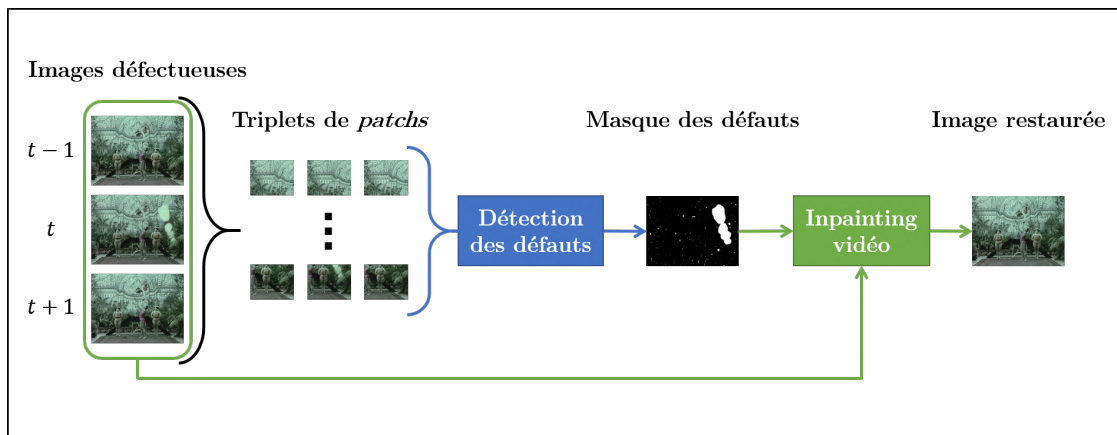 Images défectueuses
t − 1
t
t + 1
Triplets de patchs
Détection
des défauts
Masque des défauts
Inpainting
vidéo
Image restaurée